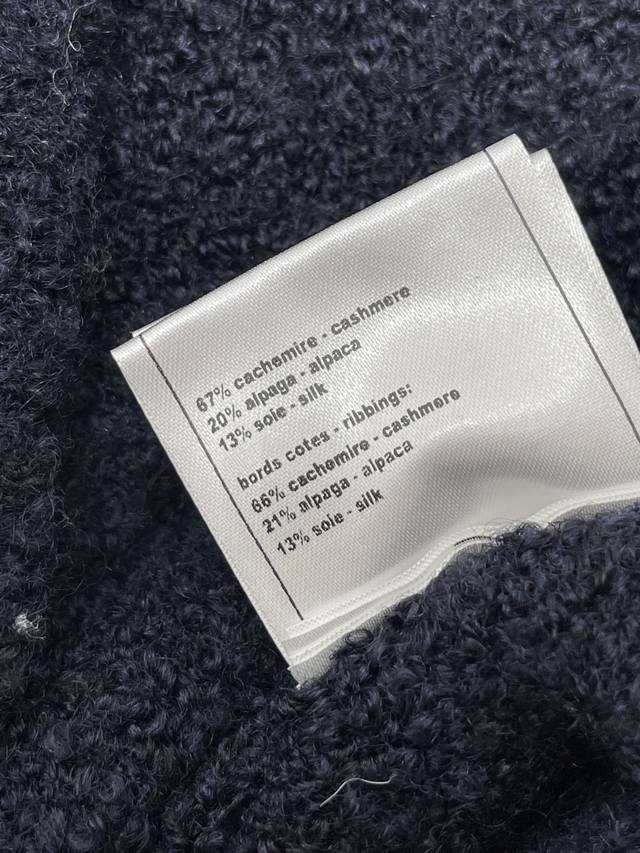 67% cachemire - cashmere
20% alpaga - alpaca
13% soie - silk
bords cotes - ribbings:
66% cachemire - cashmere
21% alpaga - alpaca
13% soie - silk